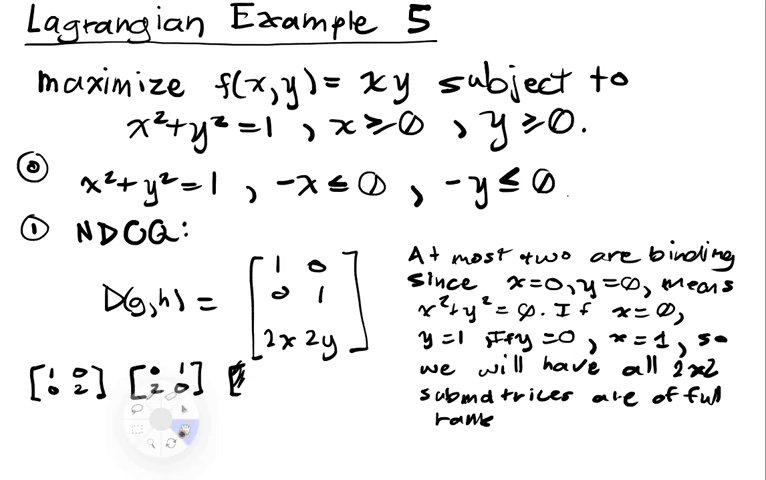 Lagrangian Example 5
maximize f(x,y) = xy subject to
x²+y²=1 , x≥0 , y≥0.
⓪ x²+y²=1 , -x≤0 , -y≤0
① NDCQ:
D(g,h) = [1 0
0 1
2x 2y]
At most two are binding
since x=0, y=0, means
x²+y²=0. If x=0,
y=1, If y=0, x=1, so
we will have all 2x2
submatrices are of full
rank
[1 0 [0 1
0 2] 2 0] [